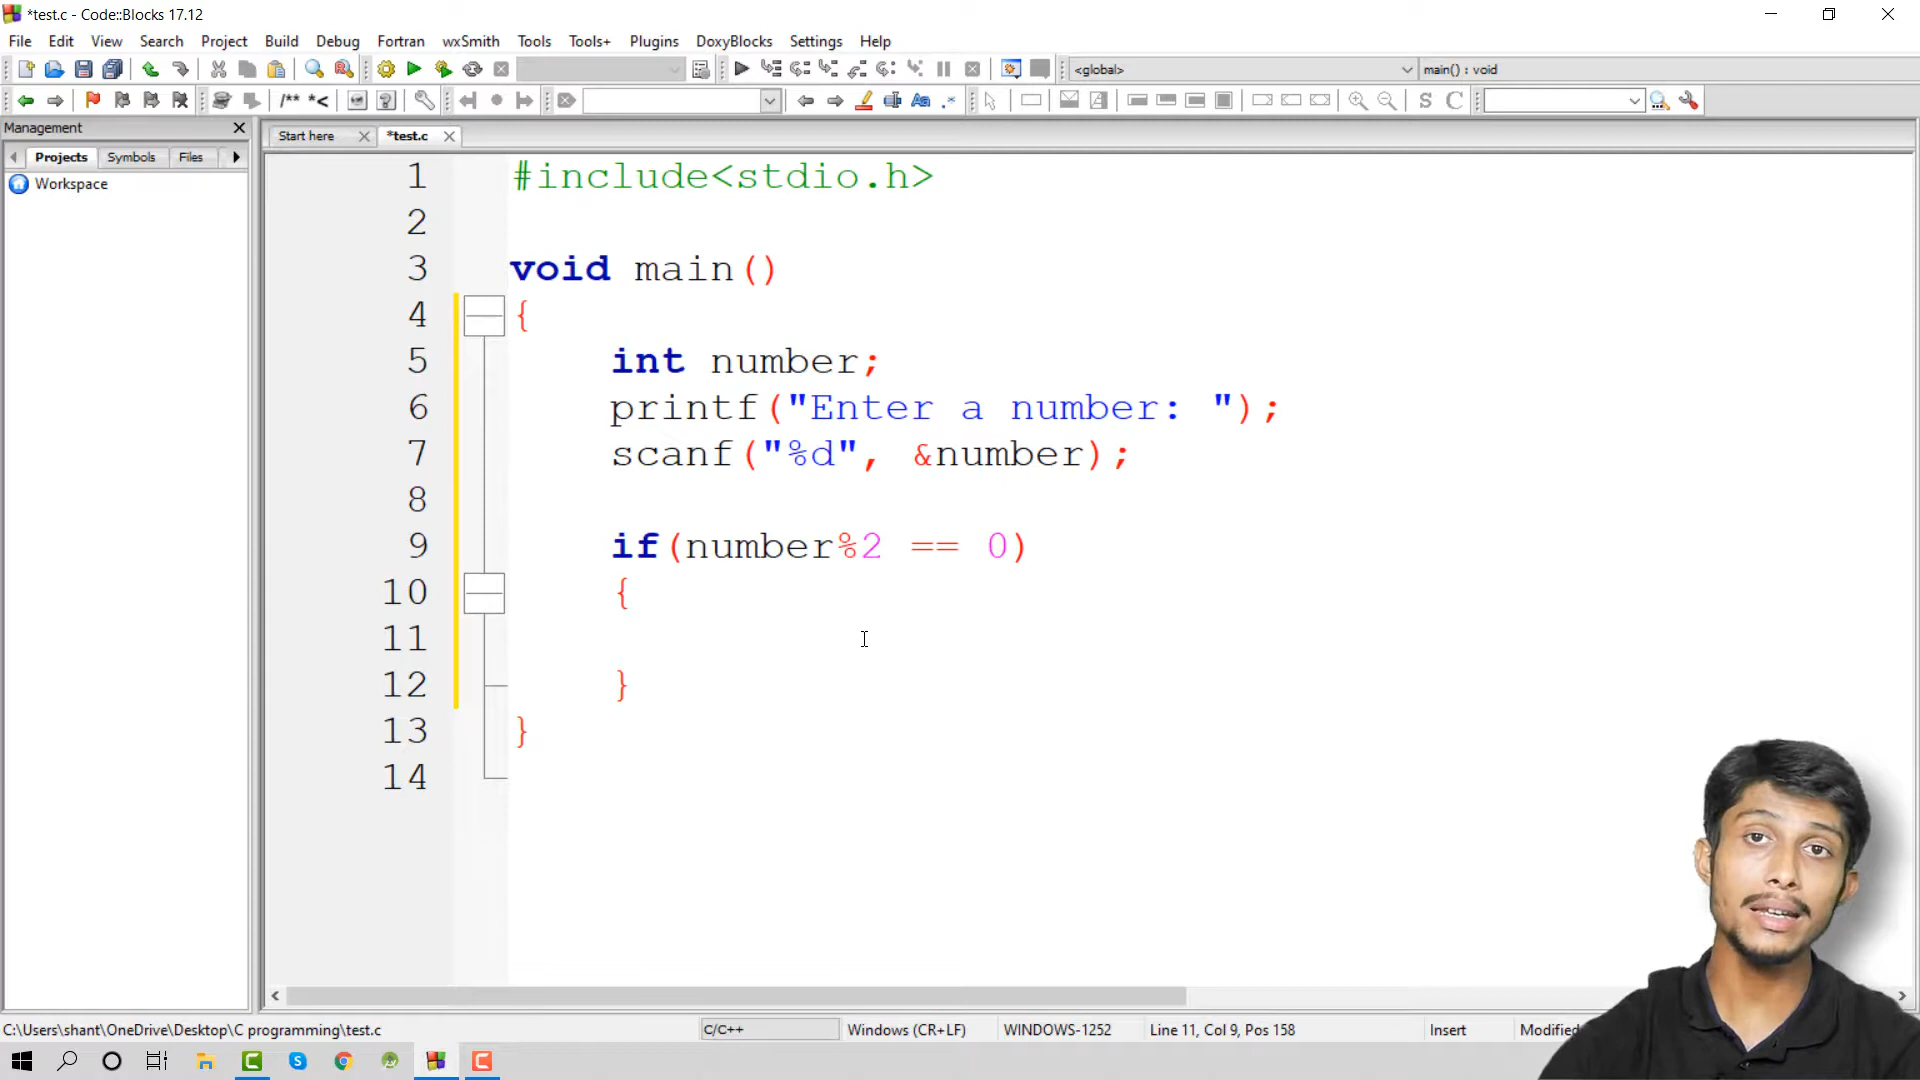 *test.c - Code::Blocks 17.12
File Edit View Search Project Build Debug Fortran wxSmith Tools Tools+ Plugins DoxyBlocks Settings Help
<global> main() : void
/** *< Aa .* S C
Management
Start here *test.c
Projects Symbols Files
Workspace
1 #include<stdio.h>
2
3 void main()
4 {
5 int number;
6 printf("Enter a number: ");
7 scanf("%d", &number);
8
9 if(number%2 == 0)
10 {
11
12 }
13 }
14
C:\Users\shant\OneDrive\Desktop\C programming\test.c C/C++ Windows (CR+LF) WINDOWS-1252 Line 11, Col 9, Pos 158 Insert Modified